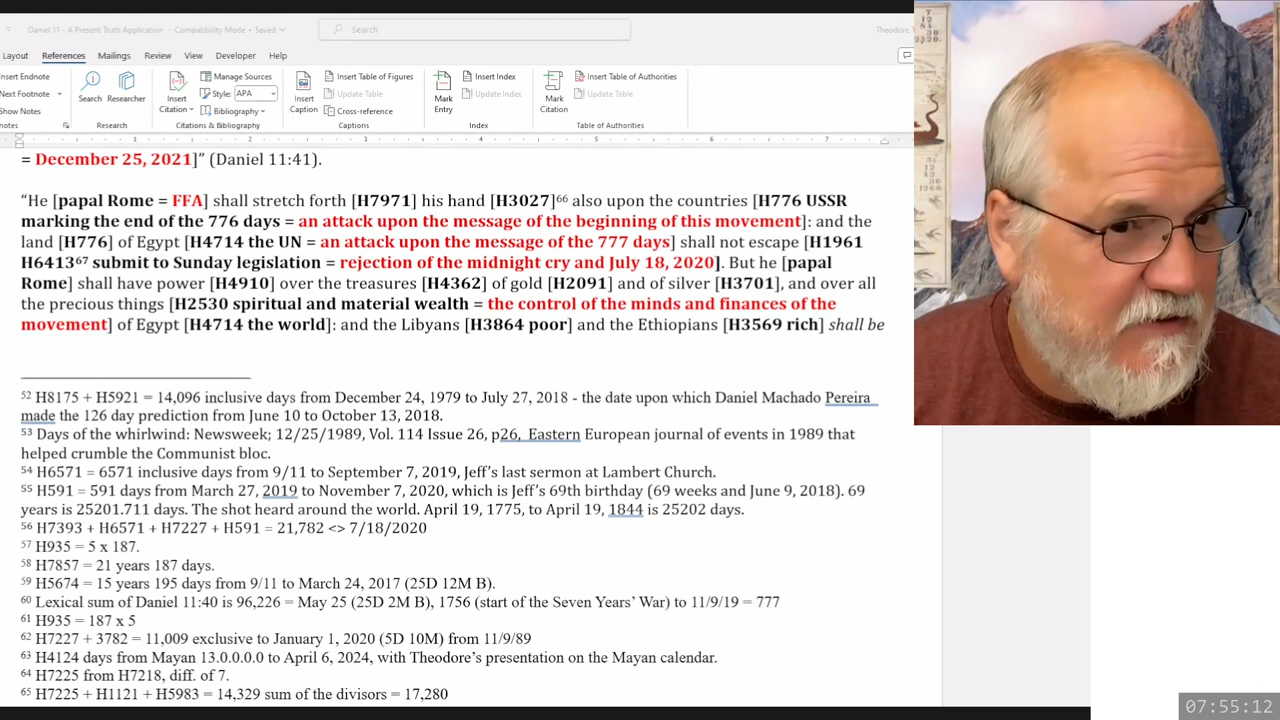 Daniel 11 - A Present Truth Application - Compatibility Mode • Saved
Search
Theodore T
Layout References Mailings Review View Developer Help Acrobat
Insert Endnote
Next Footnote
Show Notes
notes
Search
Researcher
Research
Insert Citation
Manage Sources
Style: APA
Bibliography
Citations & Bibliography
Insert Caption
Insert Table of Figures
Update Table
Cross-reference
Captions
Mark Entry
Insert Index
Update Index
Index
Mark Citation
Insert Table of Authorities
Update Table
Table of Authorities
1 2 3 4 5 6 7
= December 25, 2021]” (Daniel 11:41).
“He [papal Rome = FFA] shall stretch forth [H7971] his hand [H3027]⁶⁶ also upon the countries [H776 USSR
marking the end of the 776 days = an attack upon the message of the beginning of this movement]: and the
land [H776] of Egypt [H4714 the UN = an attack upon the message of the 777 days] shall not escape [H1961
H6413⁶⁷ submit to Sunday legislation = rejection of the midnight cry and July 18, 2020]. But he [papal
Rome] shall have power [H4910] over the treasures [H4362] of gold [H2091] and of silver [H3701], and over all
the precious things [H2530 spiritual and material wealth = the control of the minds and finances of the
movement] of Egypt [H4714 the world]: and the Libyans [H3864 poor] and the Ethiopians [H3569 rich] shall be
⁵² H8175 + H5921 = 14,096 inclusive days from December 24, 1979 to July 27, 2018 - the date upon which Daniel Machado Pereira
made the 126 day prediction from June 10 to October 13, 2018.
⁵³ Days of the whirlwind: Newsweek; 12/25/1989, Vol. 114 Issue 26, p26, Eastern European journal of events in 1989 that
helped crumble the Communist bloc.
⁵⁴ H6571 = 6571 inclusive days from 9/11 to September 7, 2019, Jeff’s last sermon at Lambert Church.
⁵⁵ H591 = 591 days from March 27, 2019 to November 7, 2020, which is Jeff’s 69th birthday (69 weeks and June 9, 2018). 69
years is 25201.711 days. The shot heard around the world. April 19, 1775, to April 19, 1844 is 25202 days.
⁵⁶ H7393 + H6571 + H7227 + H591 = 21,782 <> 7/18/2020
⁵⁷ H935 = 5 x 187.
⁵⁸ H7857 = 21 years 187 days.
⁵⁹ H5674 = 15 years 195 days from 9/11 to March 24, 2017 (25D 12M B).
⁶⁰ Lexical sum of Daniel 11:40 is 96,226 = May 25 (25D 2M B), 1756 (start of the Seven Years’ War) to 11/9/19 = 777
⁶¹ H935 = 187 x 5
⁶² H7227 + 3782 = 11,009 exclusive to January 1, 2020 (5D 10M) from 11/9/89
⁶³ H4124 days from Mayan 13.0.0.0.0 to April 6, 2024, with Theodore’s presentation on the Mayan calendar.
⁶⁴ H7225 from H7218, diff. of 7.
⁶⁵ H7225 + H1121 + H5983 = 14,329 sum of the divisors = 17,280
07:55:12